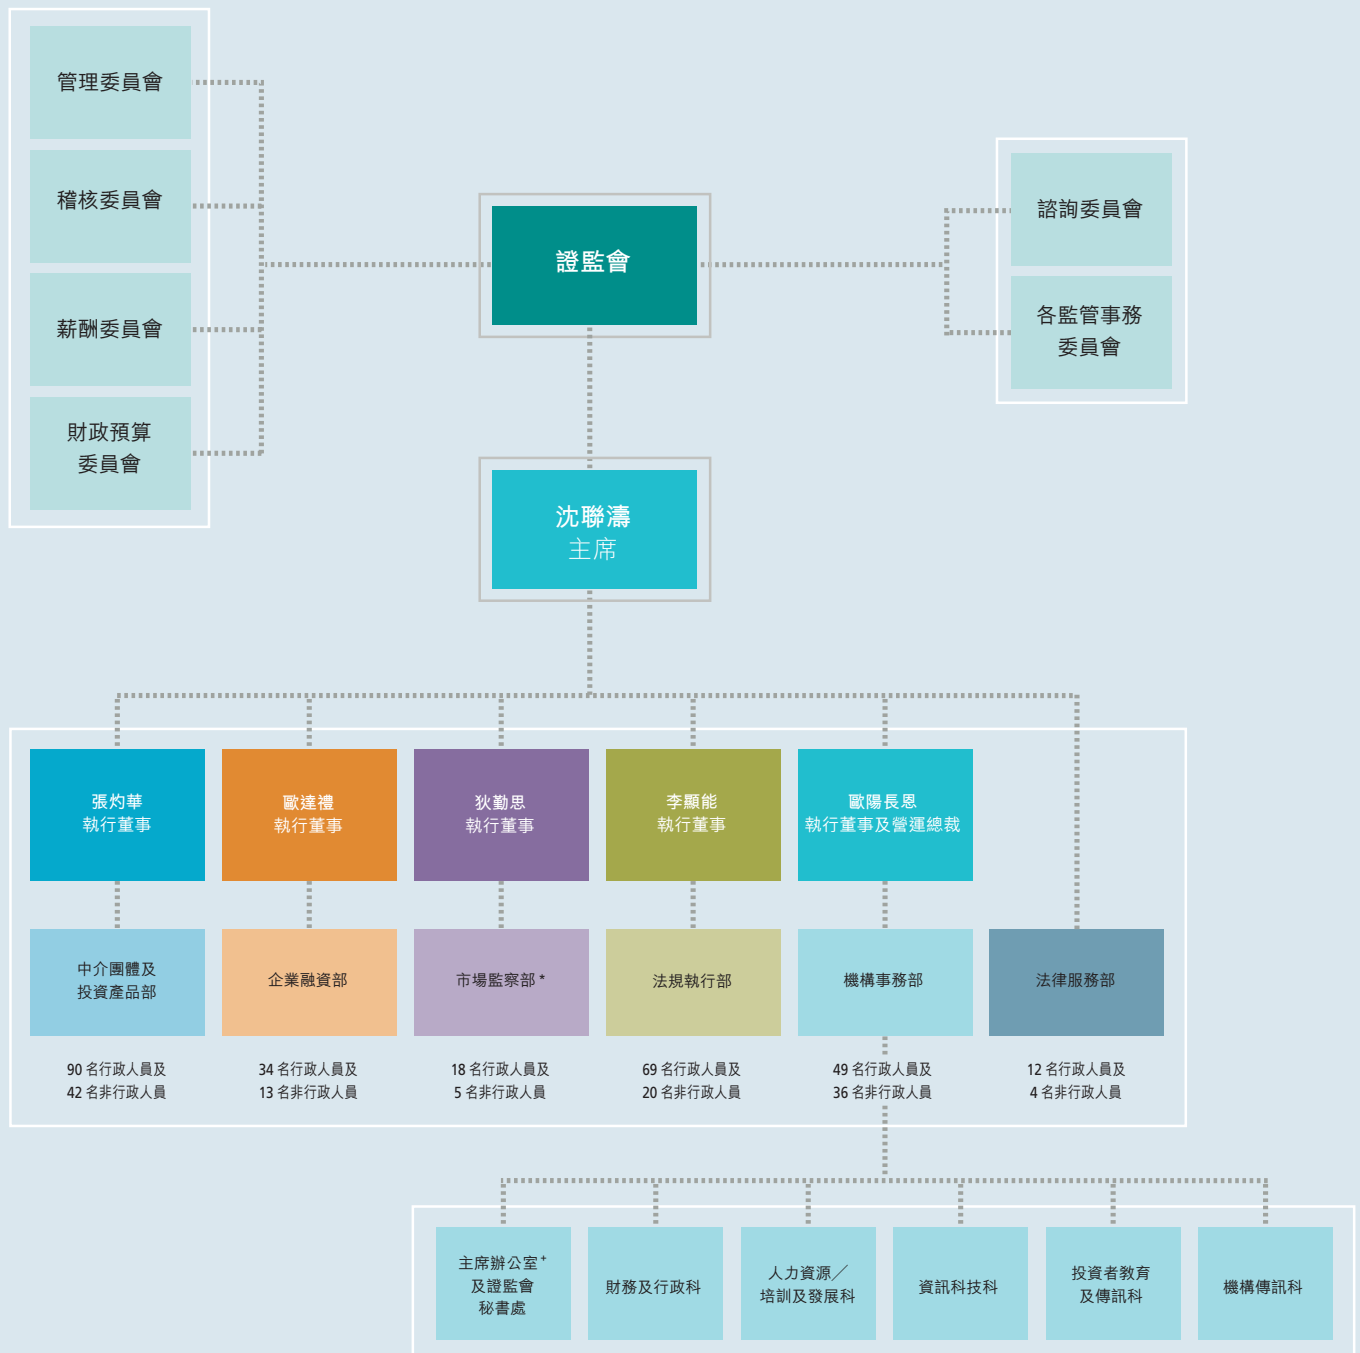 管理委員會
稽核委員會
薪酬委員會
財政預算
委員會
證監會
諮詢委員會
各監管事務
委員會
沈聯濤
主席
張灼華
執行董事
歐達禮
執行董事
狄勤思
執行董事
李顯能
執行董事
歐陽長恩
執行董事及營運總裁
中介團體及
投資產品部
企業融資部
市場監察部*
法規執行部
機構事務部
法律服務部
90 名行政人員及
42 名非行政人員
34 名行政人員及
13 名非行政人員
18 名行政人員及
5 名非行政人員
69 名行政人員及
20 名非行政人員
49 名行政人員及
36 名非行政人員
12 名行政人員及
4 名非行政人員
主席辦公室+
及證監會
秘書處
財務及行政科
人力資源／
培訓及發展科
資訊科技科
投資者敎育
及傳訊科
機構傳訊科